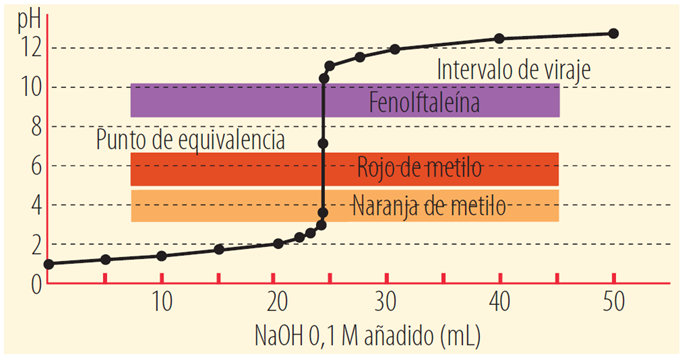 pH
12
10
8
6
4
2
0
Intervalo de viraje
Fenolftaleína
Punto de equivalencia
Rojo de metilo
Naranja de metilo
10 20 30 40 50
NaOH 0,1 M añadido (mL)